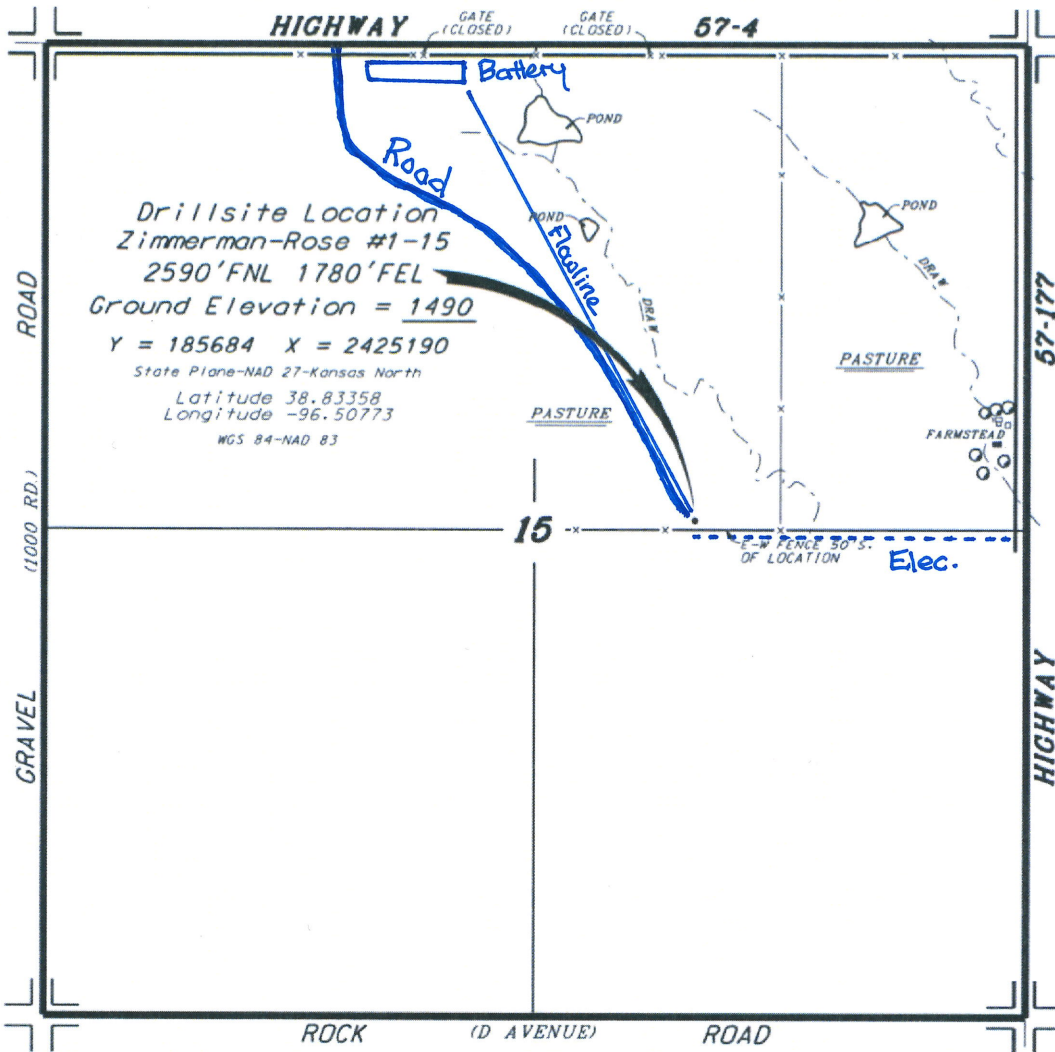 HIGHWAY
GATE
(CLOSED)
GATE
(CLOSED)
57-4
Battery
POND
Road
Drillsite Location
Zimmerman-Rose #1-15
2590'FNL 1780'FEL
Ground Elevation = 1490
Y = 185684 X = 2425190
State Plane-NAD 27-Kansas North
Latitude 38.83358
Longitude -96.50773
WGS 84-NAD 83
POND
Flowline
DRAW
POND
DRAW
PASTURE
PASTURE
FARMSTEAD
57-177
HIGHWAY
ROAD
(1000 RD.)
GRAVEL
15
E-W FENCE 50'S.
OF LOCATION
Elec.
ROCK (D AVENUE) ROAD